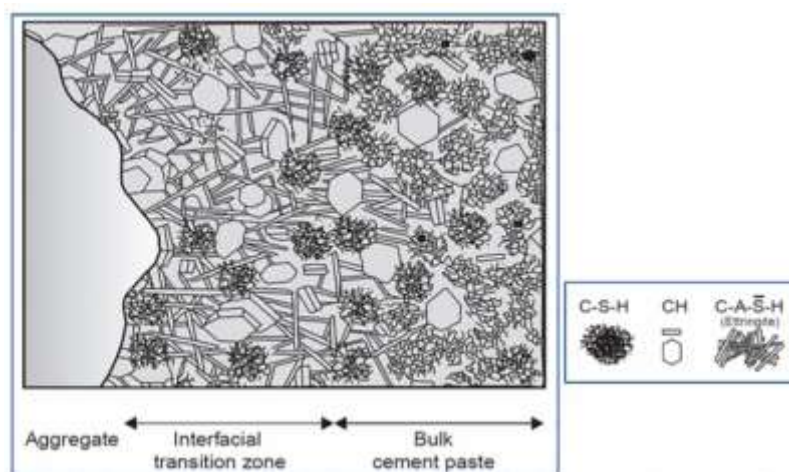 Aggregate
Interfacial
transition zone
Bulk
cement paste
C-S-H
CH
C-A-S̅-H
(Ettringite)